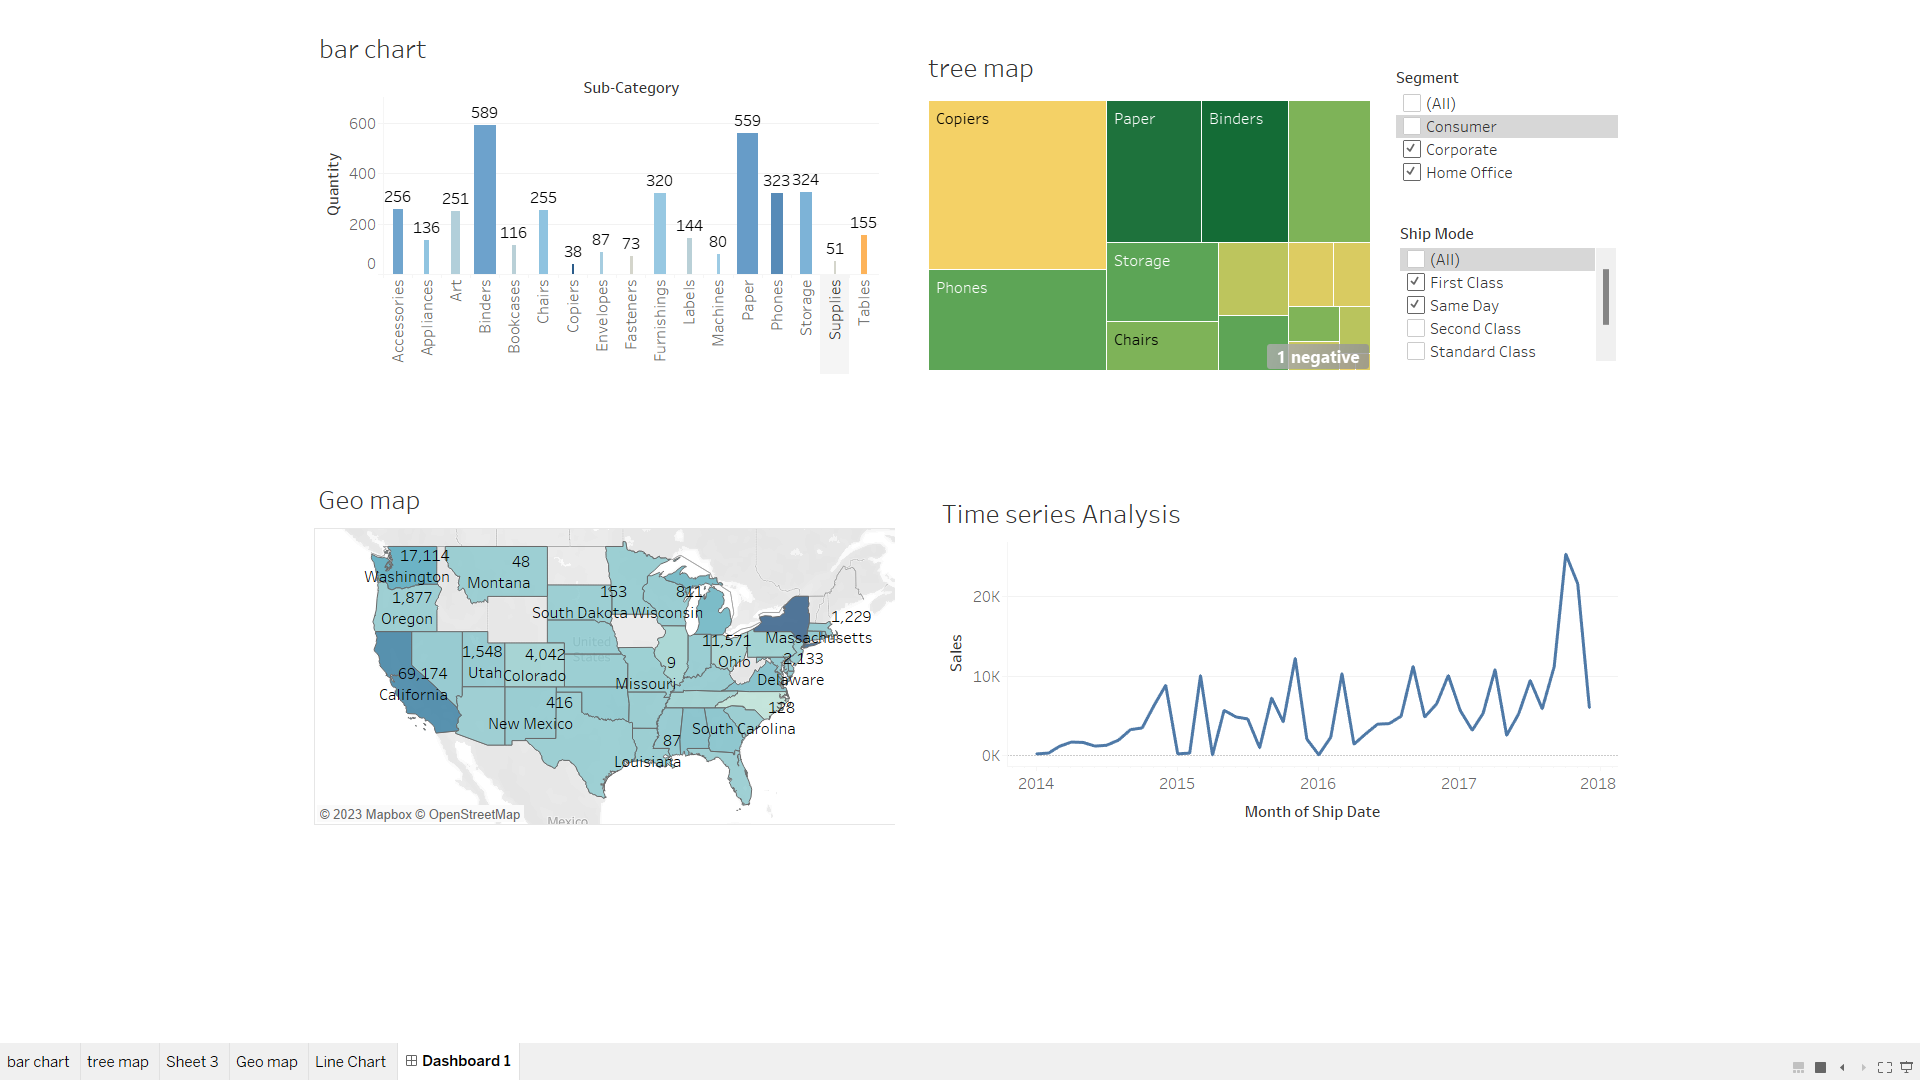 bar chart
Sub-Category
Quantity
600
400
200
0
256
136
251
589
116
255
38
87
73
320
144
80
559
323
324
51
155
Accessories
Appliances
Art
Binders
Bookcases
Chairs
Copiers
Envelopes
Fasteners
Furnishings
Labels
Machines
Paper
Phones
Storage
Supplies
Tables
tree map
Copiers
Paper
Binders
Phones
Storage
Chairs
1 negative
Segment
(All)
Consumer
Corporate
Home Office
Ship Mode
(All)
First Class
Same Day
Second Class
Standard Class
Geo map
17,114
Washington
48
Montana
1,877
Oregon
153
South Dakota
811
Wisconsin
1,229
Massachusetts
United
States
1,548
Utah
4,042
Colorado
11,571
Ohio
9
Missouri
2,133
Delaware
69,174
California
416
New Mexico
128
South Carolina
87
Louisiana
Mexico
© 2023 Mapbox © OpenStreetMap
Time series Analysis
Sales
20K
10K
0K
2014
2015
2016
2017
2018
Month of Ship Date
bar chart
tree map
Sheet 3
Geo map
Line Chart
Dashboard 1